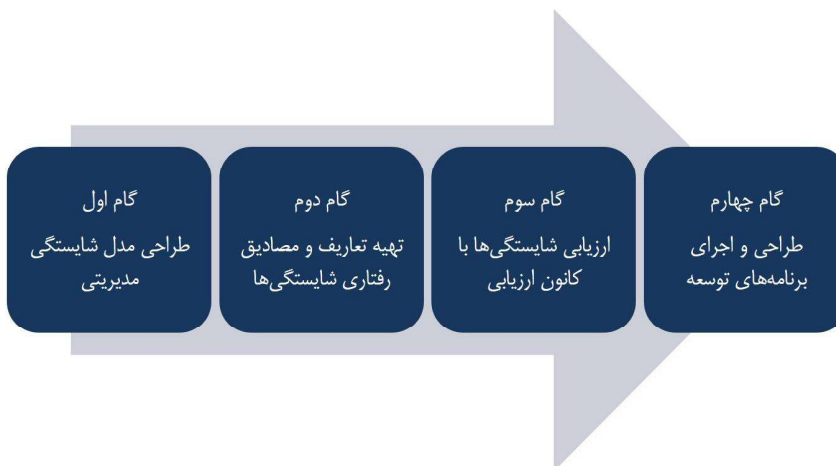 گام اول
طراحی مدل شایستگی
مدیریتی
گام دوم
تهیه تعاریف و مصادیق
رفتاری شایستگی‌ها
گام سوم
ارزیابی شایستگی‌ها با
کانون ارزیابی
گام چهارم
طراحی و اجرای
برنامه‌های توسعه